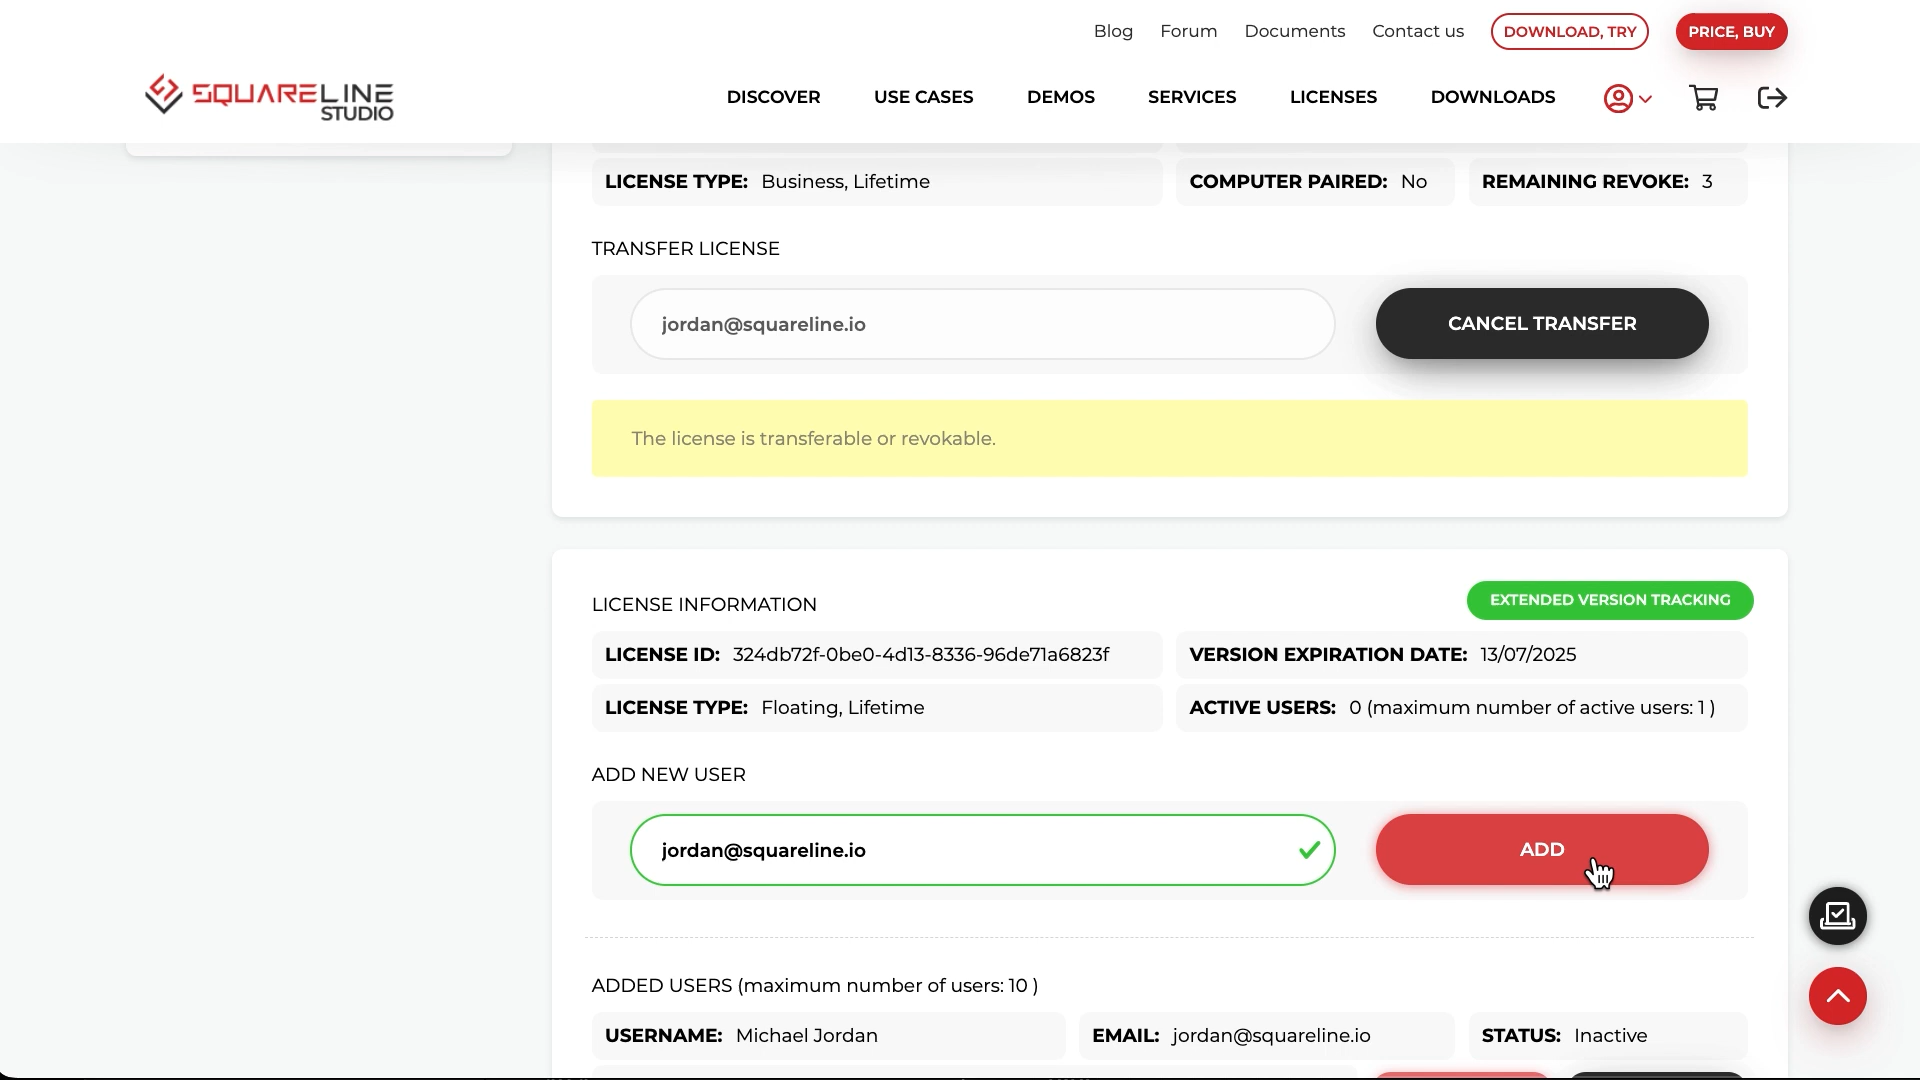 Blog Forum Documents Contact us DOWNLOAD, TRY PRICE, BUY
SQUARELINE STUDIO
DISCOVER USE CASES DEMOS SERVICES LICENSES DOWNLOADS
LICENSE TYPE: Business, Lifetime COMPUTER PAIRED: No REMAINING REVOKE: 3
TRANSFER LICENSE
jordan@squareline.io CANCEL TRANSFER
The license is transferable or revokable.
LICENSE INFORMATION EXTENDED VERSION TRACKING
LICENSE ID: 324db72f-0be0-4d13-8336-96de71a6823f VERSION EXPIRATION DATE: 13/07/2025
LICENSE TYPE: Floating, Lifetime ACTIVE USERS: 0 (maximum number of active users: 1 )
ADD NEW USER
jordan@squareline.io ADD
ADDED USERS (maximum number of users: 10 )
USERNAME: Michael Jordan EMAIL: jordan@squareline.io STATUS: Inactive